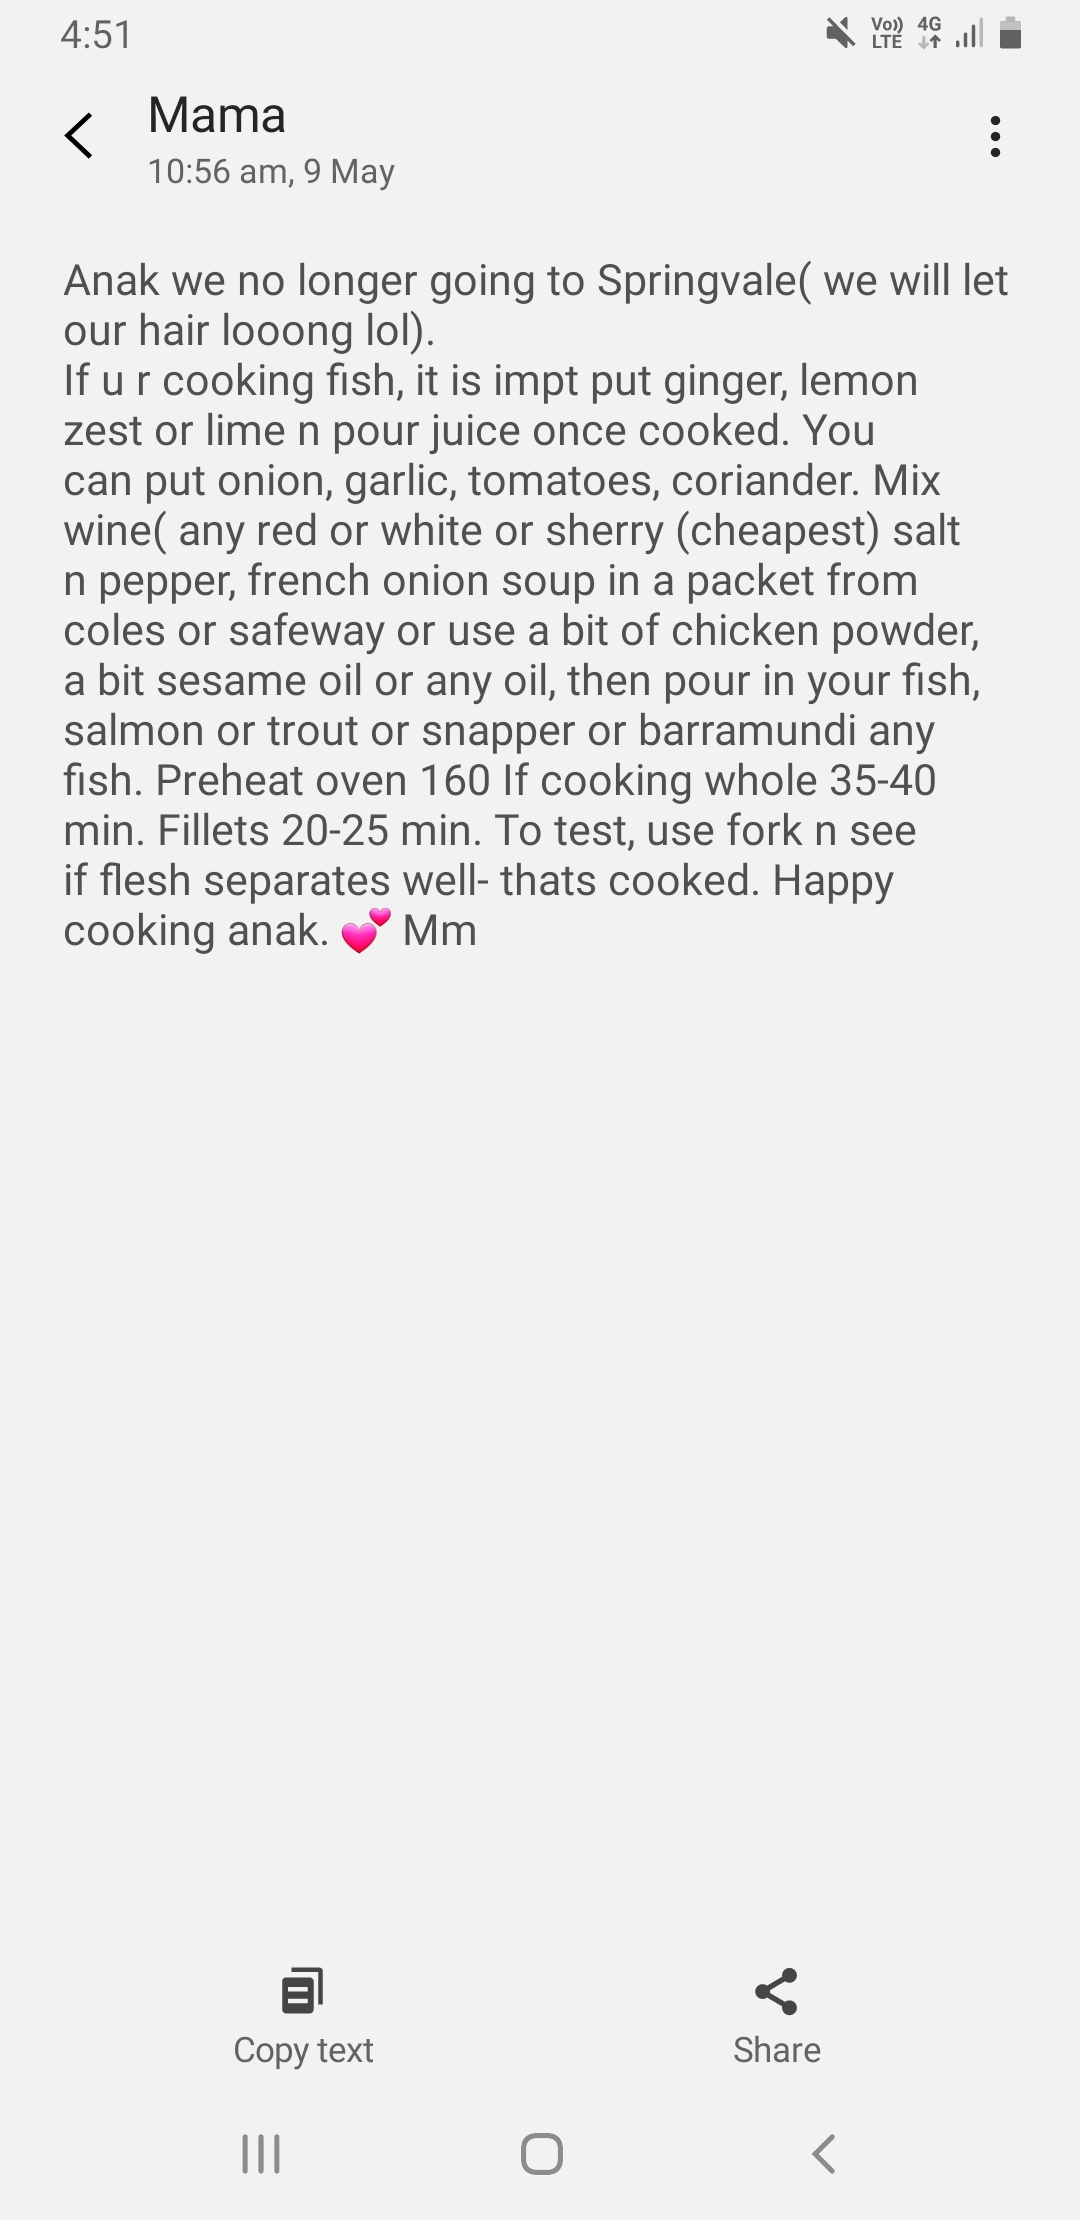 4:51
Vo)) LTE 4G
Mama
10:56 am, 9 May
Anak we no longer going to Springvale( we will let
our hair looong lol).
If u r cooking fish, it is impt put ginger, lemon
zest or lime n pour juice once cooked. You
can put onion, garlic, tomatoes, coriander. Mix
wine( any red or white or sherry (cheapest) salt
n pepper, french onion soup in a packet from
coles or safeway or use a bit of chicken powder,
a bit sesame oil or any oil, then pour in your fish,
salmon or trout or snapper or barramundi any
fish. Preheat oven 160 If cooking whole 35-40
min. Fillets 20-25 min. To test, use fork n see
if flesh separates well- thats cooked. Happy
cooking anak. 💕 Mm
Copy text
Share